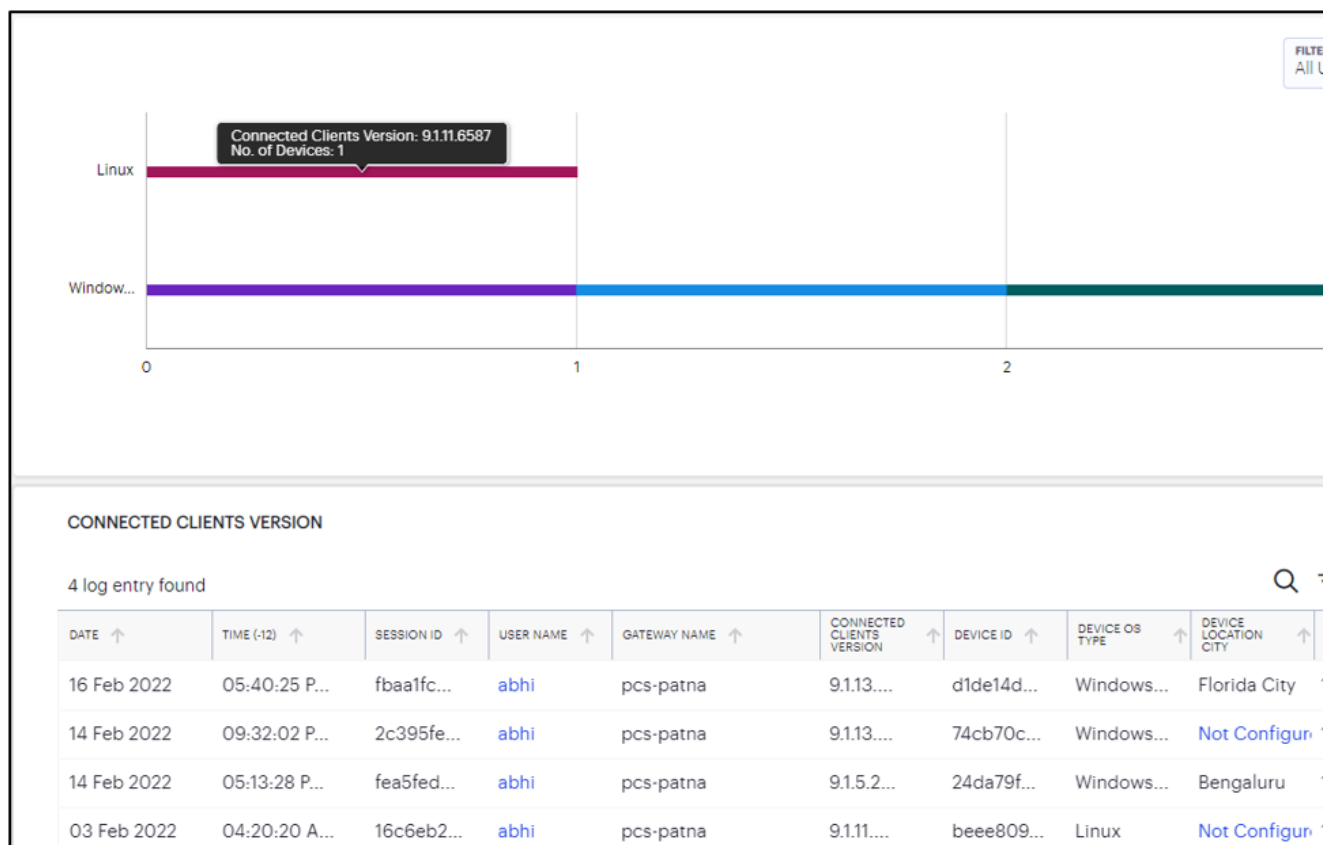 FILTE
All U
Connected Clients Version: 9.1.11.6587
No. of Devices: 1
Linux
Window...
0 1 2
CONNECTED CLIENTS VERSION
4 log entry found
DATE TIME (-12) SESSION ID USER NAME GATEWAY NAME CONNECTED CLIENTS VERSION DEVICE ID DEVICE OS TYPE DEVICE LOCATION CITY
16 Feb 2022 05:40:25 P... fbaa1fc... abhi pcs-patna 9.1.13.... d1de14d... Windows... Florida City
14 Feb 2022 09:32:02 P... 2c395fe... abhi pcs-patna 9.1.13.... 74cb70c... Windows... Not Configur
14 Feb 2022 05:13:28 P... fea5fed... abhi pcs-patna 9.1.5.2... 24da79f... Windows... Bengaluru
03 Feb 2022 04:20:20 A... 16c6eb2... abhi pcs-patna 9.1.11.... beee809... Linux Not Configur